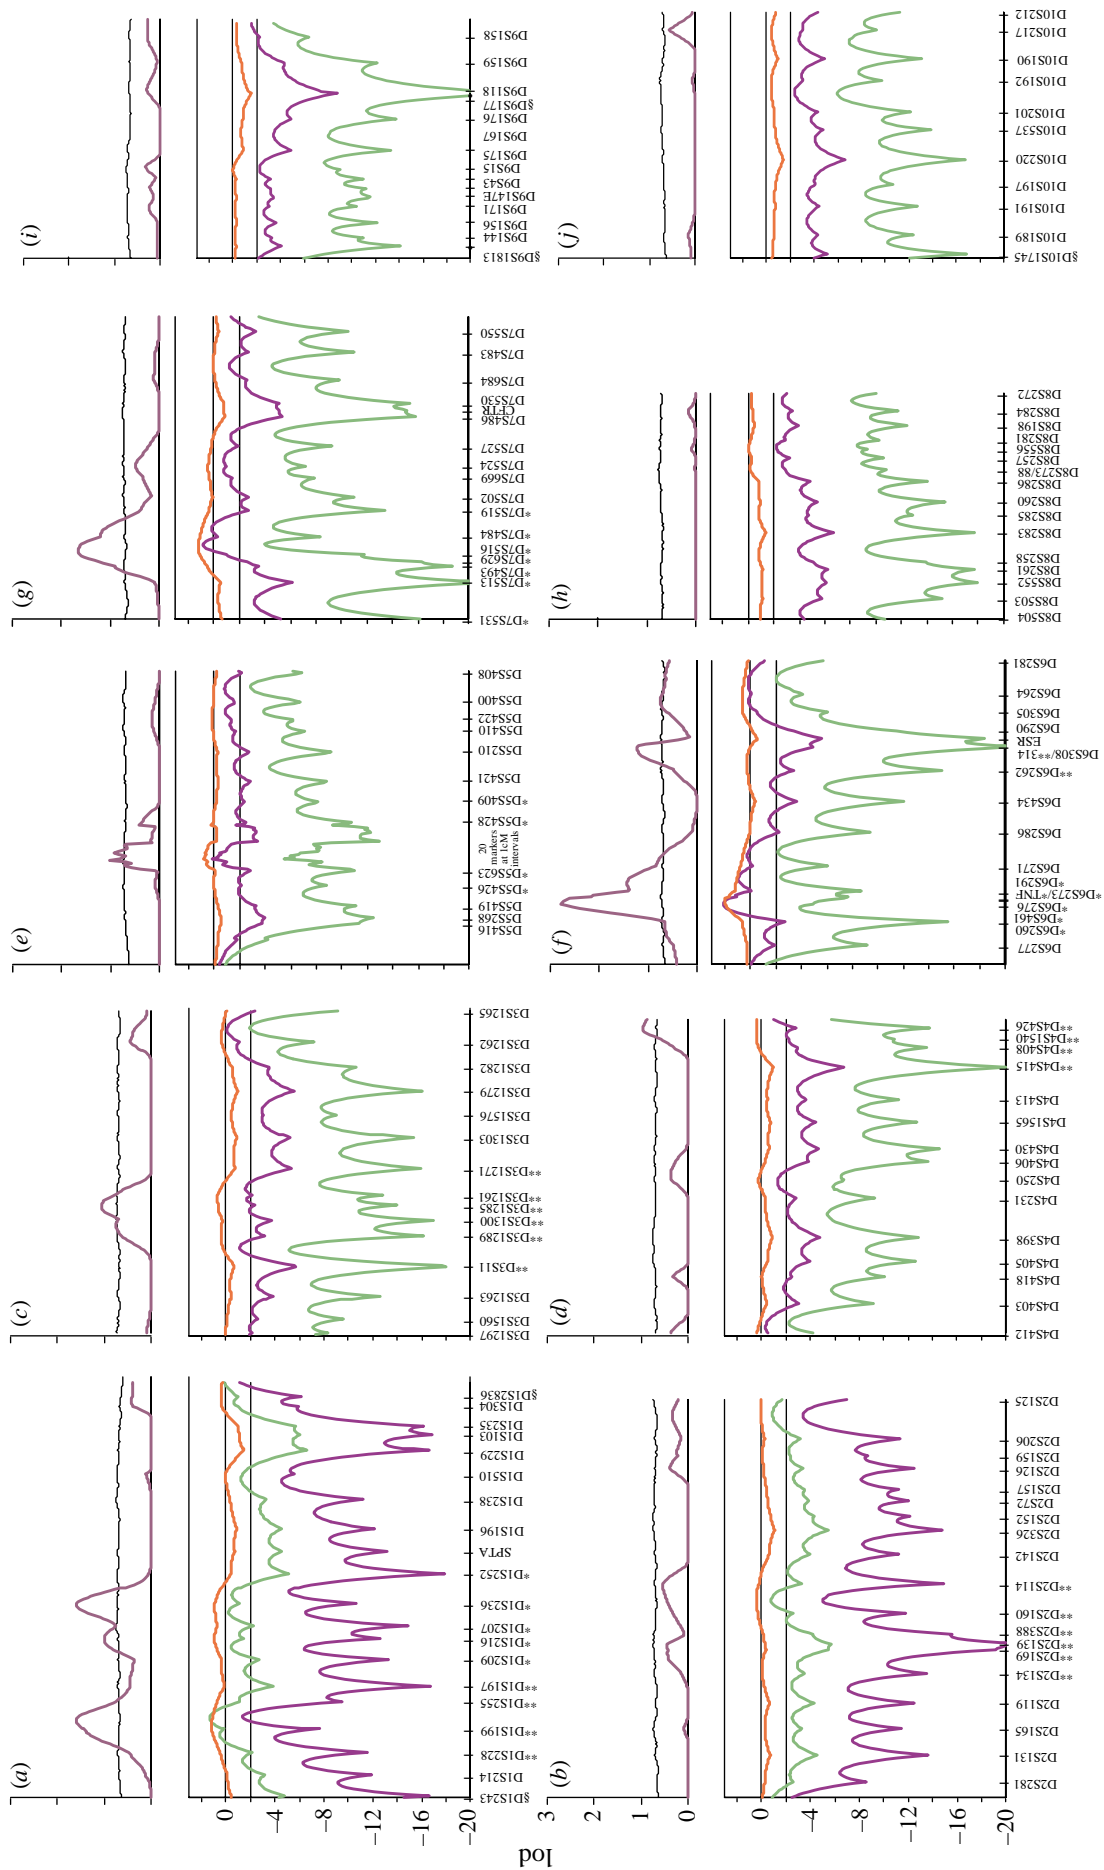 lod
(a)
0
−4
−8
−12
−16
−20
§D1S243
D1S214
**D1S228
**D1S199
**D1S255
**D1S197
*D1S209
*D1S216
*D1S207
*D1S236
*D1S252
SPTA
D1S196
D1S238
D1S510
D1S229
D1S103
D1S235
D1S304
§D1S2836
(c)
D3S1297
D3S1560
D3S1263
**D3S11
**D3S1289
**D3S1300
**D3S1285
**D3S1261
**D3S1271
D3S1303
D3S1576
D3S1279
D3S1282
D3S1262
D3S1265
(e)
D5S416
D5S268
D5S419
*D5S426
*D5S623
20
markers
at 1cM
intervals
*D5S428
*D5S409
D5S421
D5S210
D5S410
D5S422
D5S400
D5S408
(g)
*D7S531
*D7S513
*D7S493
*D7S629
*D7S516
*D7S484
*D7S519
D7S502
D7S669
D7S524
D7S527
D7S486
CFTR
D7S530
D7S684
D7S483
D7S550
(i)
§D9S1813
D9S144
D9S156
D9S171
D9S147E
D9S43
D9S15
D9S175
D9S167
D9S176
§D9S177
D9S118
D9S159
D9S158
(b)
3
2
1
0
0
−4
−8
−12
−16
−20
D2S281
D2S131
D2S165
D2S119
**D2S134
**D2S169
**D2S139
**D2S388
**D2S160
**D2S114
D2S142
D2S326
D2S152
D2S72
D2S157
D2S126
D2S159
D2S206
D2S125
(d)
D4S412
D4S403
D4S418
D4S405
D4S398
D4S231
D4S250
D4S406
D4S430
D4S1565
D4S413
**D4S415
**D4S408
**D4S1540
**D4S426
(f)
D6S277
*D6S260
*D6S461
*D6S276
*D6S273/*TNF
*D6S291
D6S271
D6S286
D6S434
**D6S262
D6S308/**314
ESR
D6S290
D6S305
D6S264
D6S281
(h)
D8S504
D8S503
D8S552
D8S261
D8S258
D8S283
D8S285
D8S260
D8S286
D8S273/88
D8S257
D8S556
D8S281
D8S198
D8S284
D8S272
(j)
§D10S1745
D10S189
D10S191
D10S197
D10S220
D10S537
D10S201
D10S192
D10S190
D10S217
D10S212